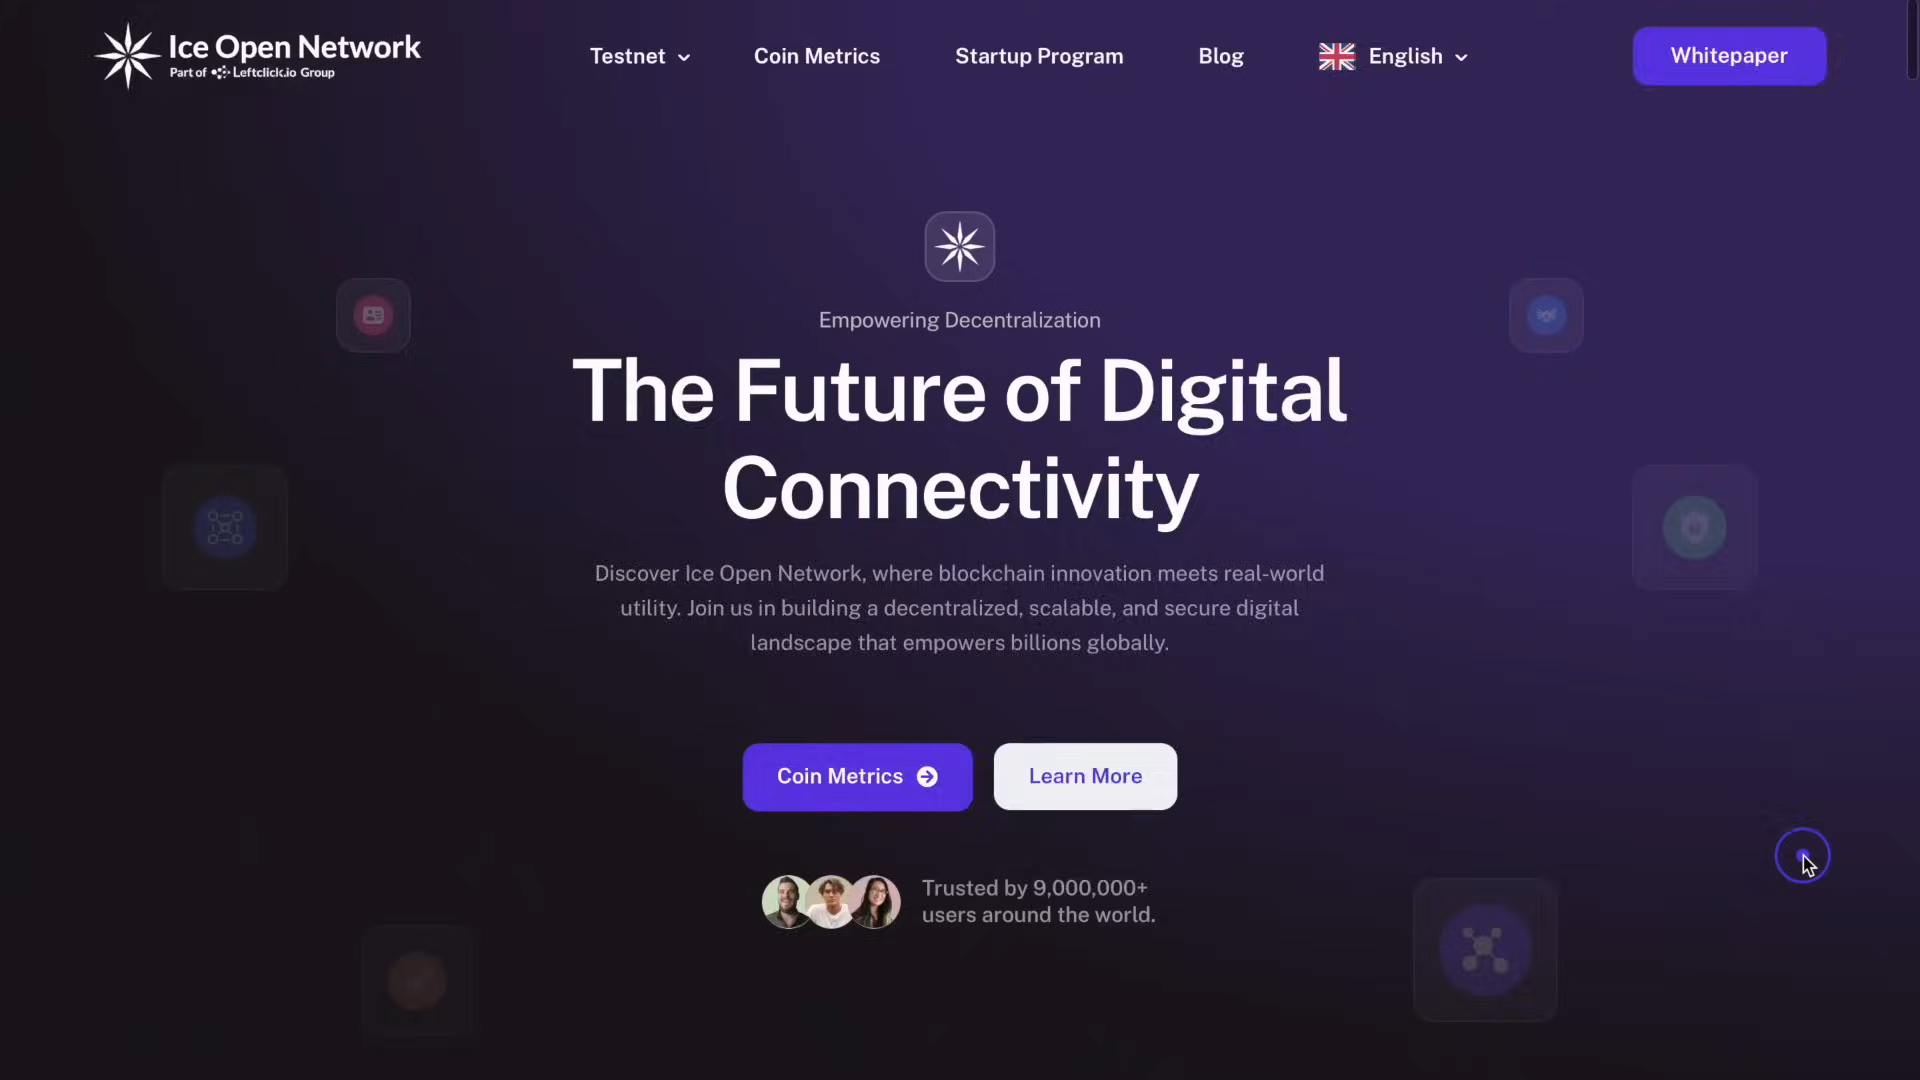 Ice Open Network
Part of Leftclick.io Group
Testnet
Coin Metrics
Startup Program
Blog
English
Whitepaper
Empowering Decentralization
The Future of Digital
Connectivity
Discover Ice Open Network, where blockchain innovation meets real-world
utility. Join us in building a decentralized, scalable, and secure digital
landscape that empowers billions globally.
Coin Metrics
Learn More
Trusted by 9,000,000+
users around the world.